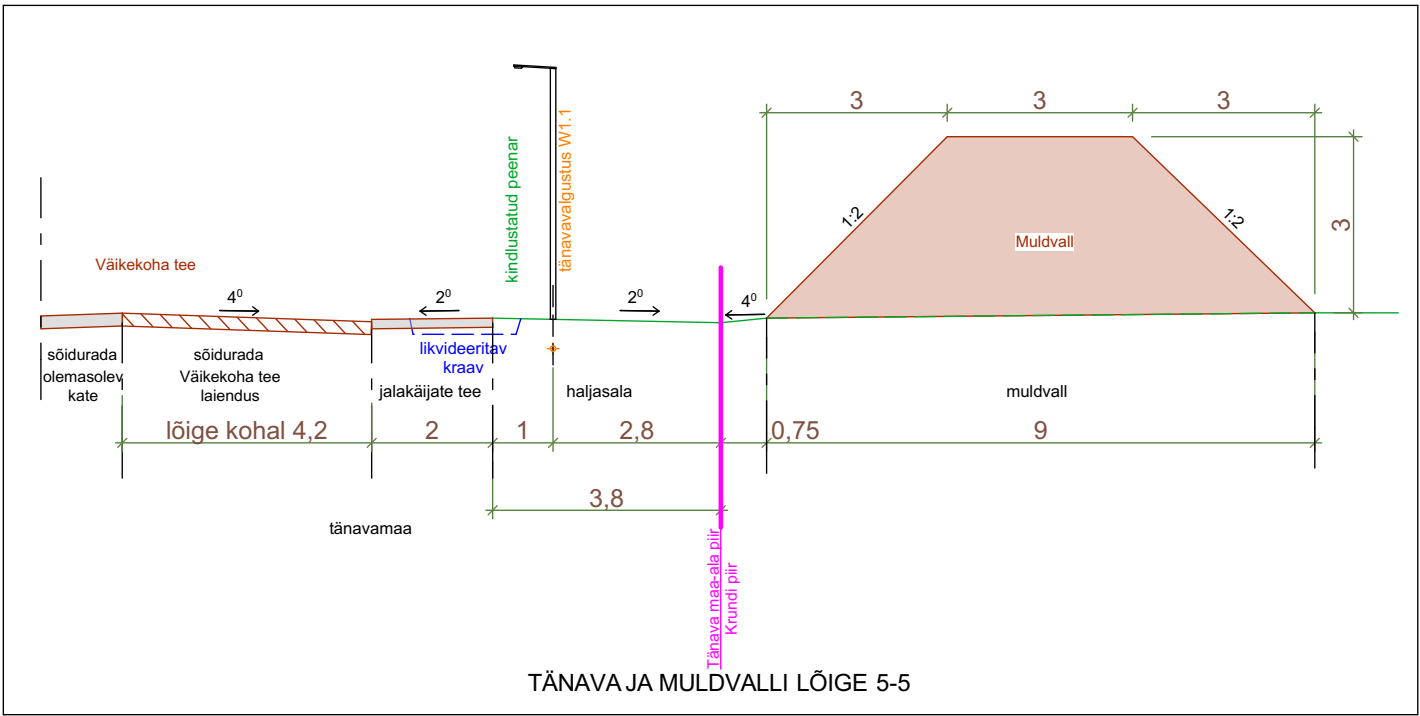 3
3
3
kindlustatud peenar
tänavavalgustus W1.1
1:2
1:2
3
Muldvall
Väikekoha tee
4⁰
2⁰
2⁰
4⁰
sõidurada
olemasolev
kate
sõidurada
Väikekoha tee
laiendus
likvideeritav
kraav
jalakäijate tee
haljasala
muldvall
lõige kohal 4,2
2
1
2,8
0,75
9
3,8
tänavamaa
Tänava maa-ala piir
Krundi piir
TÄNAVA JA MULDVALLI LÕIGE 5-5